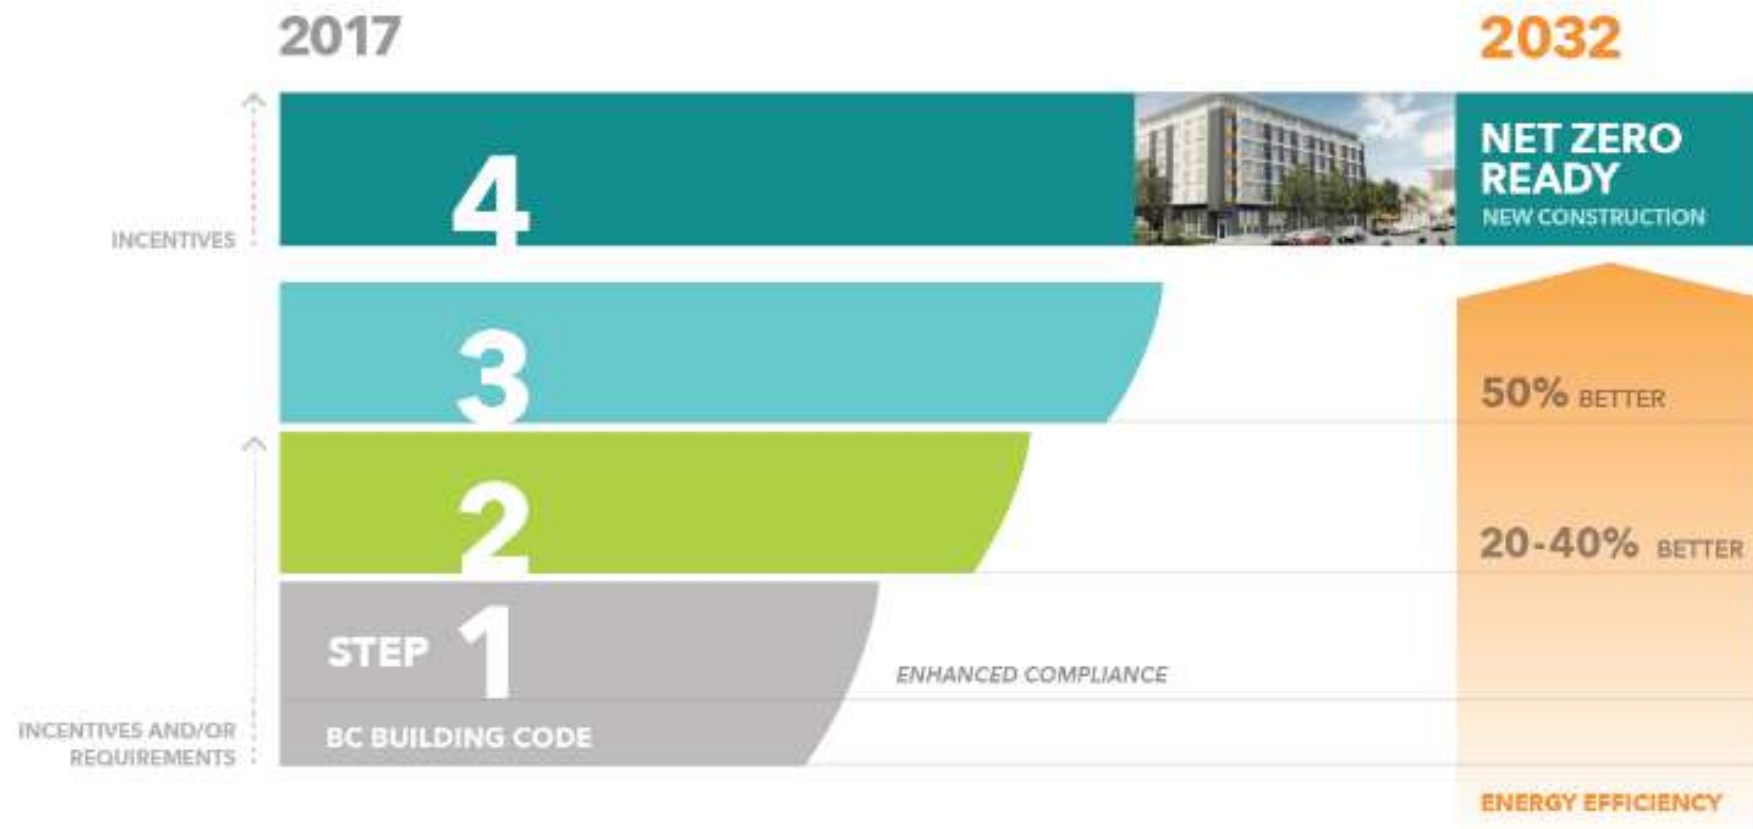 2017
2032
4
NET ZERO
READY
NEW CONSTRUCTION
INCENTIVES
3
50% BETTER
2
20-40% BETTER
STEP 1
ENHANCED COMPLIANCE
INCENTIVES AND/OR
REQUIREMENTS
BC BUILDING CODE
ENERGY EFFICIENCY